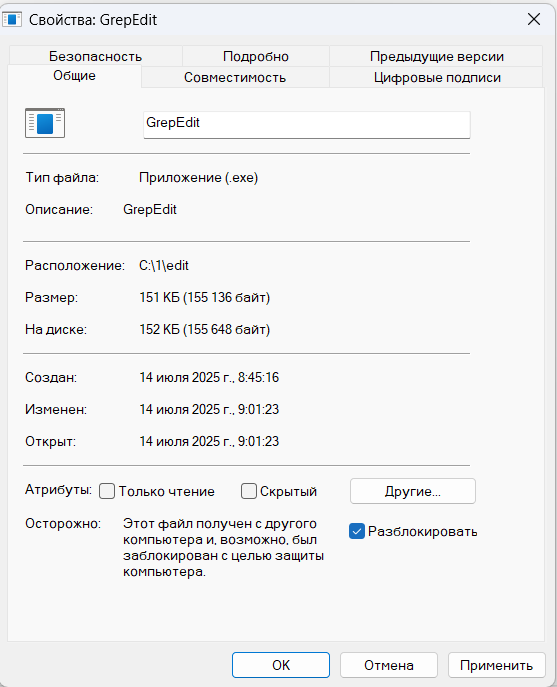 Свойства: GrepEdit
Безопасность Подробно Предыдущие версии
Общие Совместимость Цифровые подписи
GrepEdit
Тип файла: Приложение (.exe)
Описание: GrepEdit
Расположение: C:\1\edit
Размер: 151 КБ (155 136 байт)
На диске: 152 КБ (155 648 байт)
Создан: 14 июля 2025 г., 8:45:16
Изменен: 14 июля 2025 г., 9:01:23
Открыт: 14 июля 2025 г., 9:01:23
Атрибуты: Только чтение Скрытый Другие...
Осторожно: Этот файл получен с другого
компьютера и, возможно, был
заблокирован с целью защиты
компьютера.
Разблокировать
OK Отмена Применить